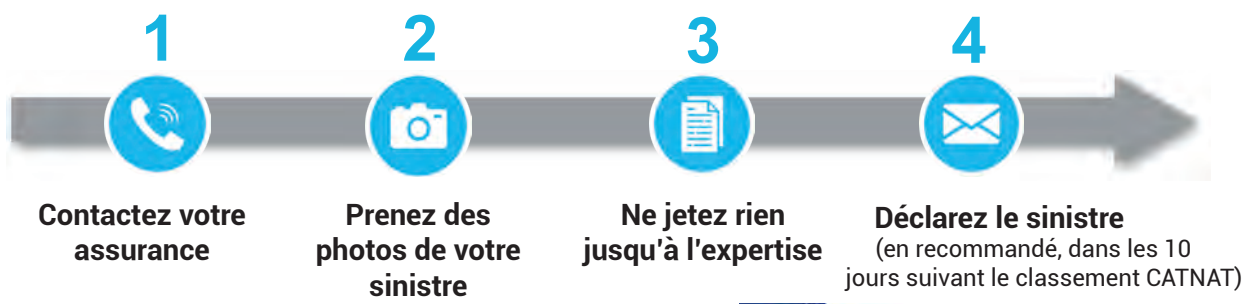 1
2
3
4
Contactez votre
assurance
Prenez des
photos de votre
sinistre
Ne jetez rien
jusqu'à l'expertise
Déclarez le sinistre
(en recommandé, dans les 10
jours suivant le classement CATNAT)